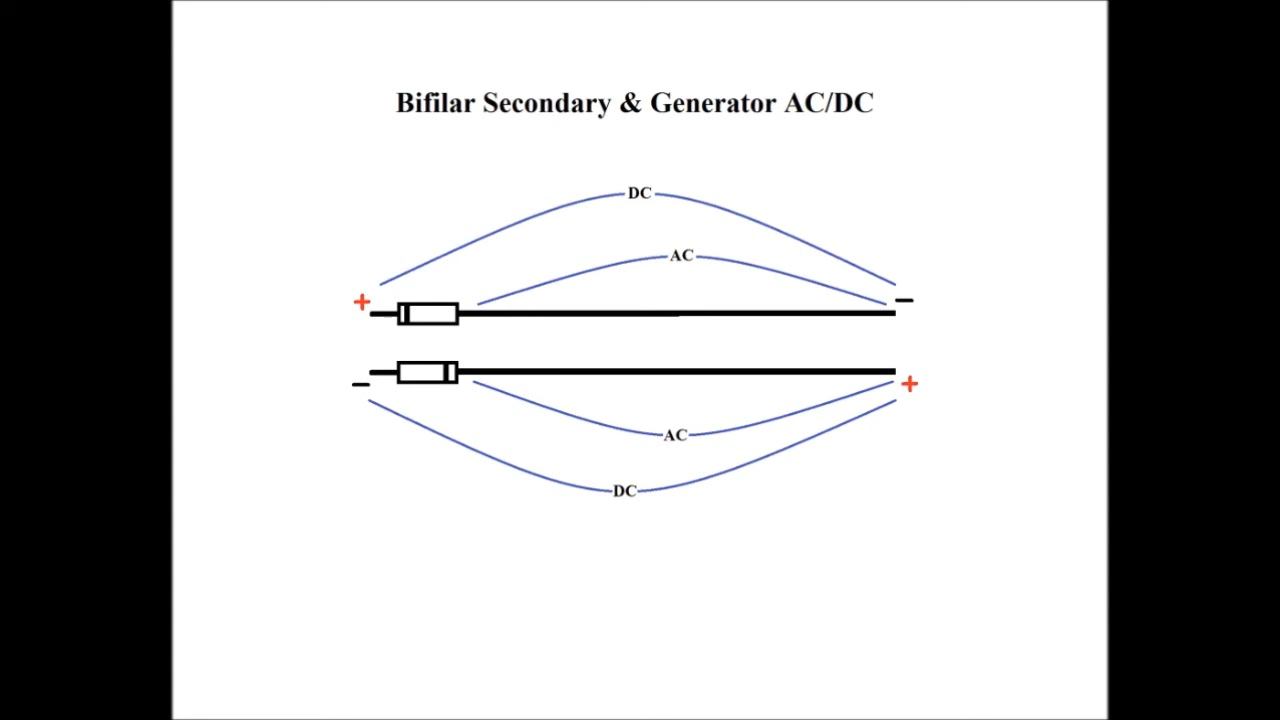 Bifilar Secondary & Generator AC/DC
DC
AC
+ −
− +
AC
DC